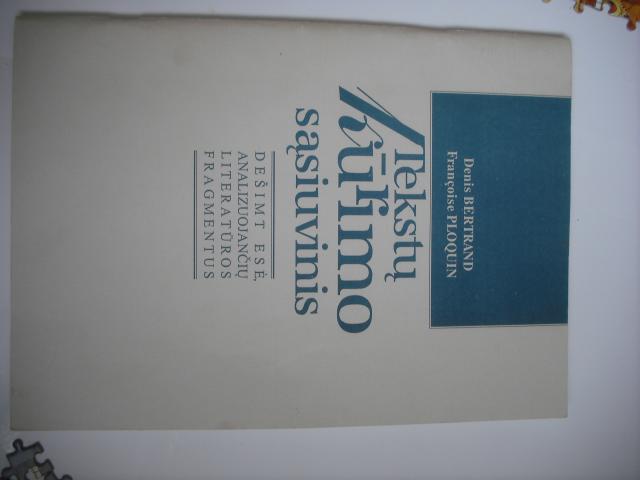 Denis BERTRAND
Françoise PLOQUIN
Tekstų
kūrimo
sąsiuvinis
DEŠIMT ESĖ,
ANALIZUOJANČIŲ
LITERATŪROS
FRAGMENTUS